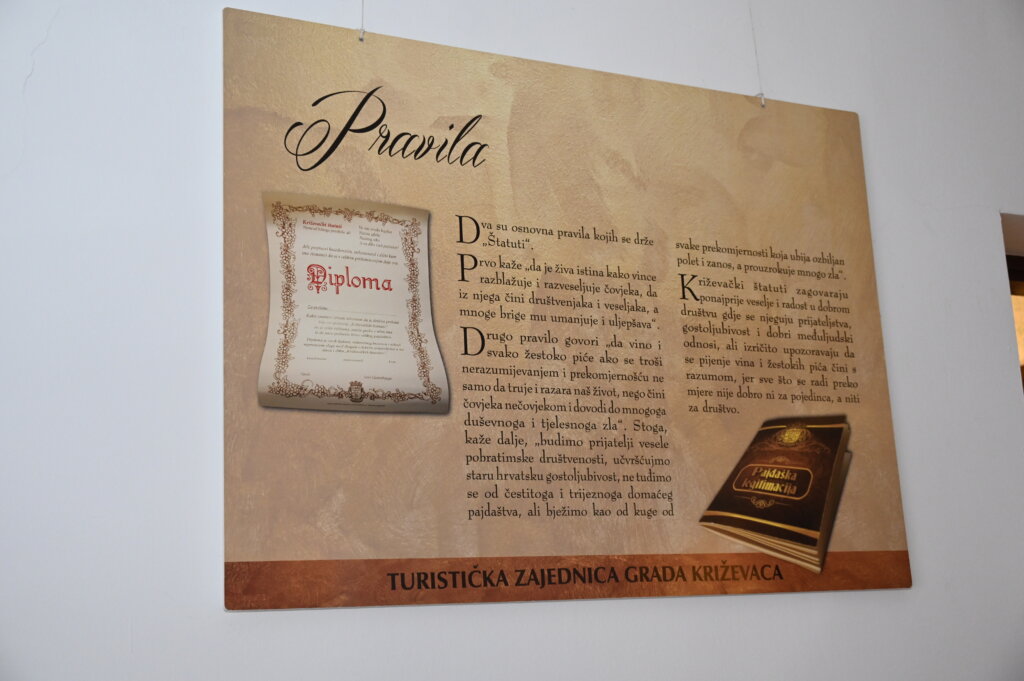 Pravila
Križevački štatuti
Diploma
Dva su osnovna pravila kojih se drže
„Štatuti“.
Prvo kaže „da je živa istina kako vince
razblažuje i razveseljuje čovjeka, da
iz njega čini društvenjaka i veseljaka, a
mnoge brige mu umanjuje i uljepšava“.
Drugo pravilo govori „da vino i
svako žestoko piće ako se troši
nerazumijevanjem i prekomjernošću ne
samo da truje i razara naš život, nego čini
čovjeka nečovjekom i dovodi do mnogoga
duševnoga i tjelesnoga zla“. Stoga,
kaže dalje, „budimo prijatelji vesele
pobratimske društvenosti, učvršćujmo
staru hrvatsku gostoljubivost, ne tuđimo
se od čestitoga i trijeznoga domaćeg
pajdaštva, ali bježimo kao od kuge od
svake prekomjernosti koja ubija ozbiljan
polet i zanos, a prouzrokuje mnogo zla“.
Križevački štatuti zagovaraju
ponajprije veselje i radost u dobrom
društvu gdje se njeguju prijateljstva,
gostoljubivost i dobri međuljudski
odnosi, ali izričito upozoravaju da
se pijenje vina i žestokih pića čini s
razumom, jer sve što se radi preko
mjere nije dobro ni za pojedinca, a niti
za društvo.
Pajdaška
legitimacija
TURISTIČKA ZAJEDNICA GRADA KRIŽEVACA